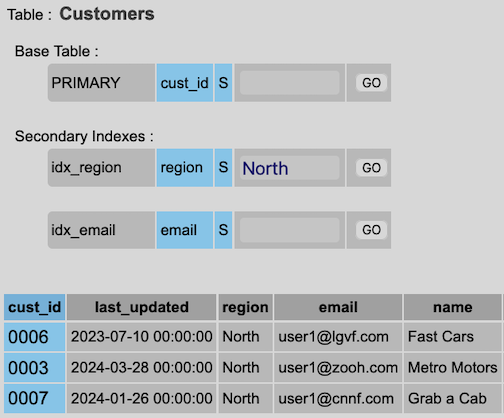 Table : Customers
Base Table :
PRIMARY cust_id S GO
Secondary Indexes :
idx_region region S North GO
idx_email email S GO
cust_id last_updated region email name
0006 2023-07-10 00:00:00 North user1@lgvf.com Fast Cars
0003 2024-03-28 00:00:00 North user1@zooh.com Metro Motors
0007 2024-01-26 00:00:00 North user1@cnnf.com Grab a Cab